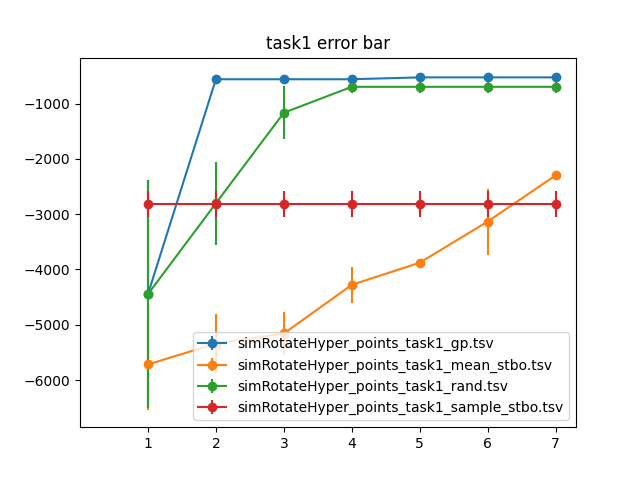 task1 error bar
−1000
−2000
−3000
−4000
−5000
−6000
simRotateHyper_points_task1_gp.tsv
simRotateHyper_points_task1_mean_stbo.tsv
simRotateHyper_points_task1_rand.tsv
simRotateHyper_points_task1_sample_stbo.tsv
1 2 3 4 5 6 7